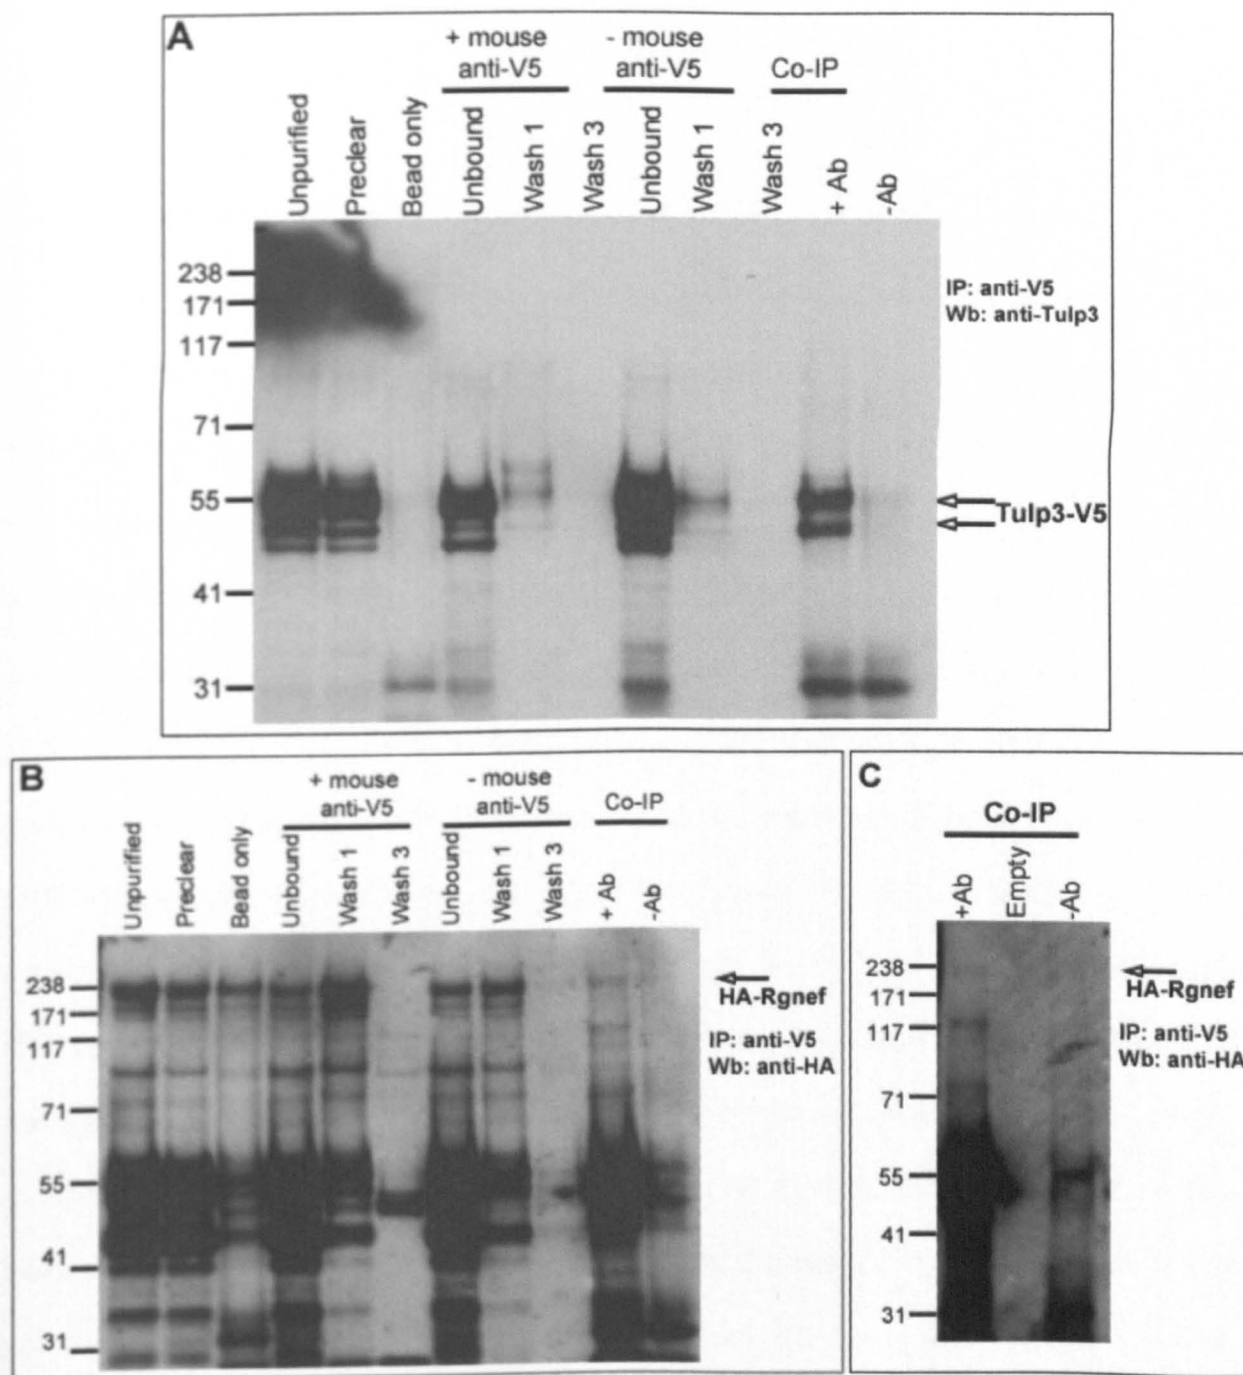 A
+ mouse
anti-V5
- mouse
anti-V5
Co-IP
Unpurified
Preclear
Bead only
Unbound
Wash 1
Wash 3
Unbound
Wash 1
Wash 3
+ Ab
-Ab
238
171
117
71
55
41
31
IP: anti-V5
Wb: anti-Tulp3
Tulp3-V5
B
+ mouse
anti-V5
- mouse
anti-V5
Co-IP
Unpurified
Preclear
Bead only
Unbound
Wash 1
Wash 3
Unbound
Wash 1
Wash 3
+ Ab
-Ab
238
171
117
71
55
41
31
HA-Rgnef
IP: anti-V5
Wb: anti-HA
C
Co-IP
+Ab
Empty
-Ab
238
171
117
71
55
41
31
HA-Rgnef
IP: anti-V5
Wb: anti-HA